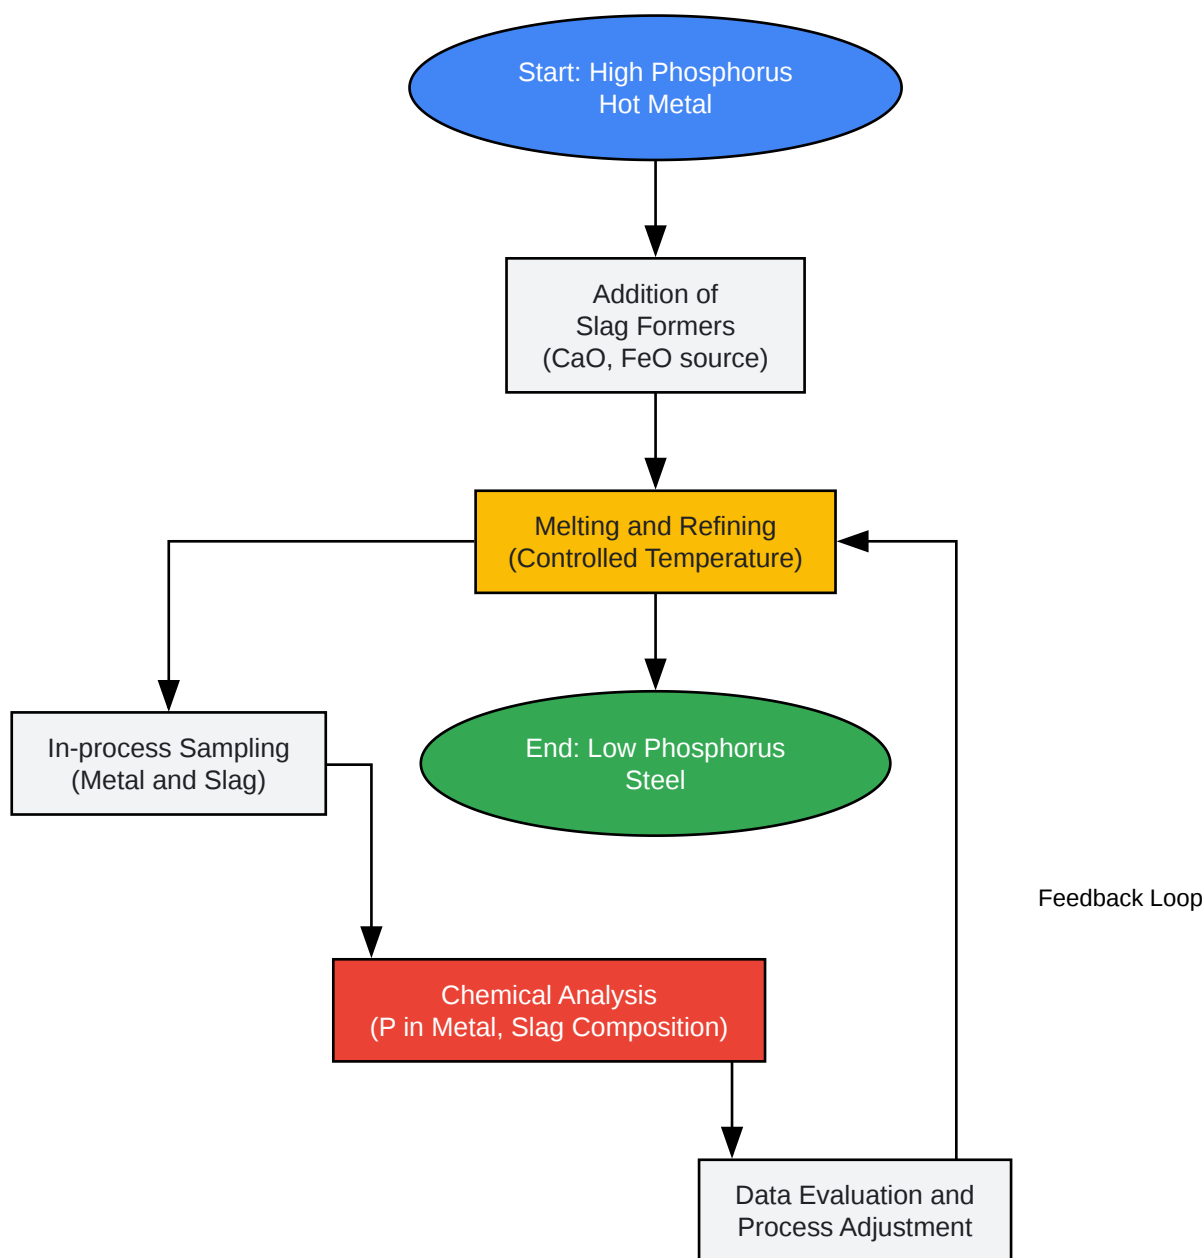 Start: High Phosphorus
Hot Metal
Addition of
Slag Formers
(CaO, FeO source)
Melting and Refining
(Controlled Temperature)
In-process Sampling
(Metal and Slag)
End: Low Phosphorus
Steel
Feedback Loop
Chemical Analysis
(P in Metal, Slag Composition)
Data Evaluation and
Process Adjustment